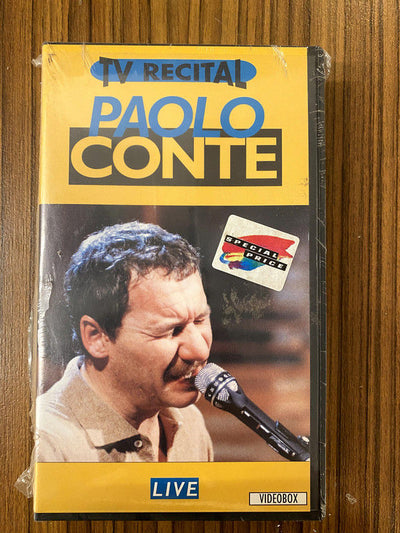 TV RECITAL
PAOLO
CONTE
SPECIAL
PRICE
LIVE
VIDEOBOX